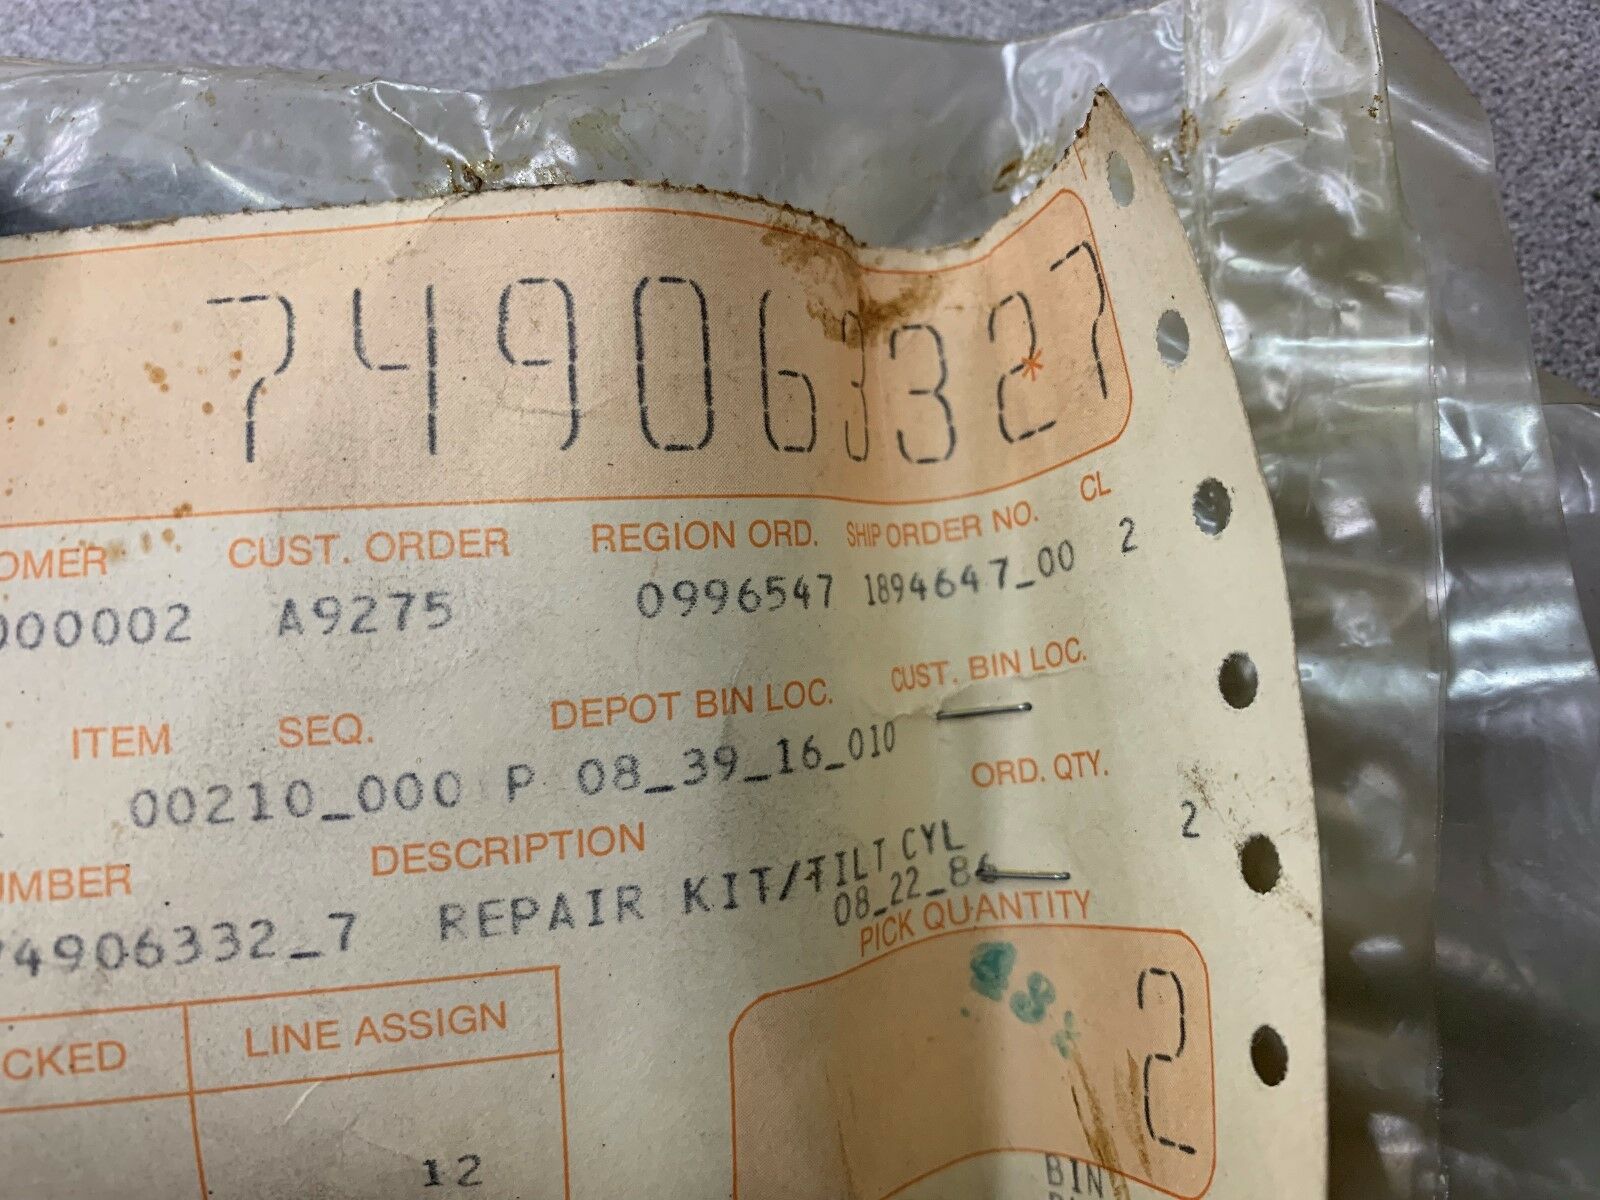 749063327
*
OMER CUST. ORDER REGION ORD. SHIP ORDER NO. CL
000002 A9275 0996547 1894647_00 2
ITEM SEQ. DEPOT BIN LOC. CUST. BIN LOC.
00210_000 P 08_39_16_010
ORD. QTY.
2
UMBER DESCRIPTION
74906332_7 REPAIR KIT/TILT CYL
08_22_86
PICK QUANTITY
2
CKED LINE ASSIGN
12
BIN